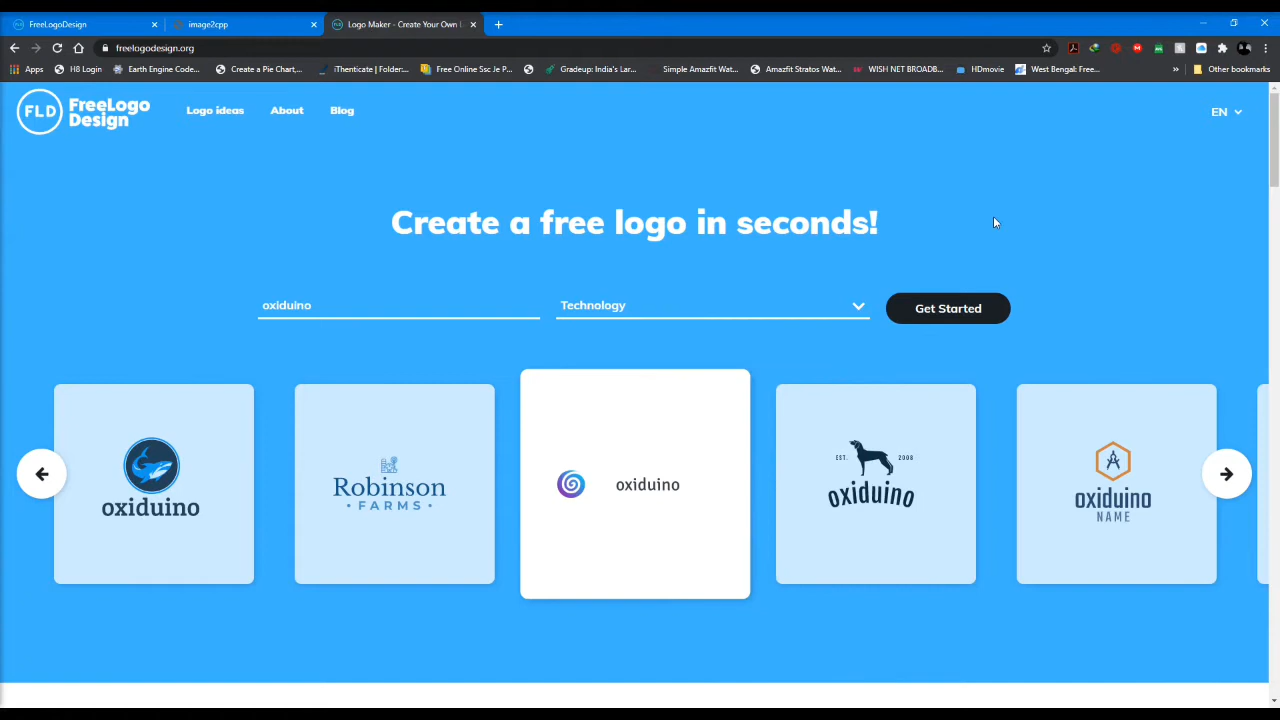 FreeLogoDesign
image2cpp
Logo Maker - Create Your Own l
freelogodesign.org
Apps
H8 Login
Earth Engine Code...
Create a Pie Chart,...
iThenticate | Folder...
Free Online Ssc Je P...
Gradeup: India's Lar...
Simple Amazfit Wat...
Amazfit Stratos Wat...
WISH NET BROADB...
HDmovie
West Bengal: Free...
»
Other bookmarks
FLD
FreeLogo
Design
Logo ideas
About
Blog
EN
Create a free logo in seconds!
oxiduino
Technology
Get Started
oxiduino
Robinson
• FARMS •
oxiduino
EST. 2008
oxiduino
oxiduino
NAME